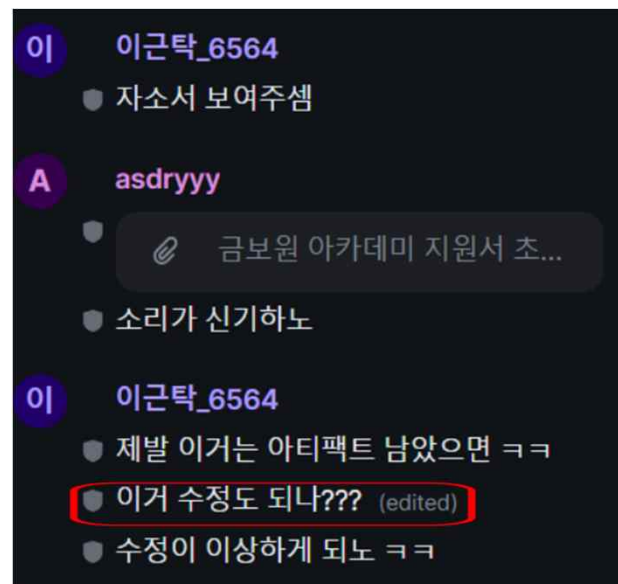 이
이근탁_6564
자소서 보여주셈
A
asdryyy
금보원 아카데미 지원서 초...
소리가 신기하노
이
이근탁_6564
제발 이거는 아티팩트 남았으면 ㅋㅋ
이거 수정도 되나??? (edited)
수정이 이상하게 되노 ㅋㅋ